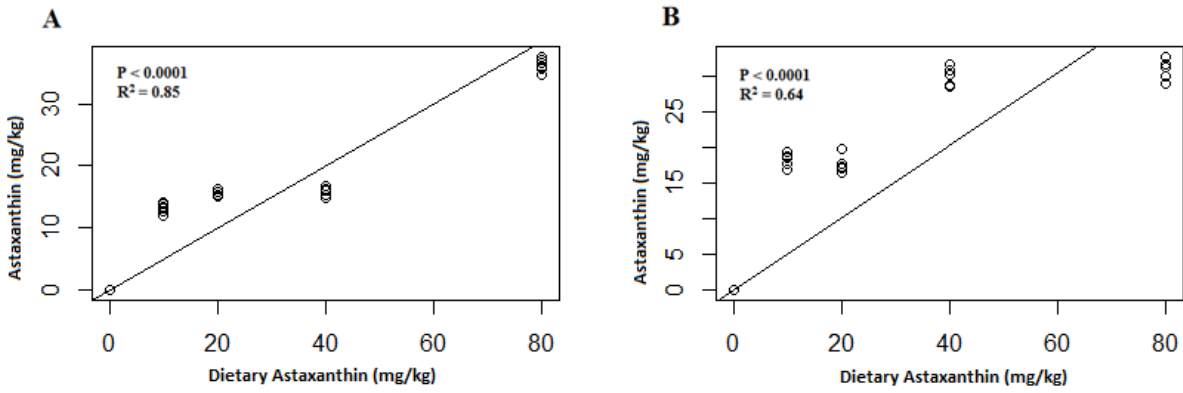 A
P < 0.0001
R² = 0.85
Astaxanthin (mg/kg)
30
20
10
0
0 20 40 60 80
Dietary Astaxanthin (mg/kg)
B
P < 0.0001
R² = 0.64
Astaxanthin (mg/kg)
25
15
5
0
0 20 40 60 80
Dietary Astaxanthin (mg/kg)